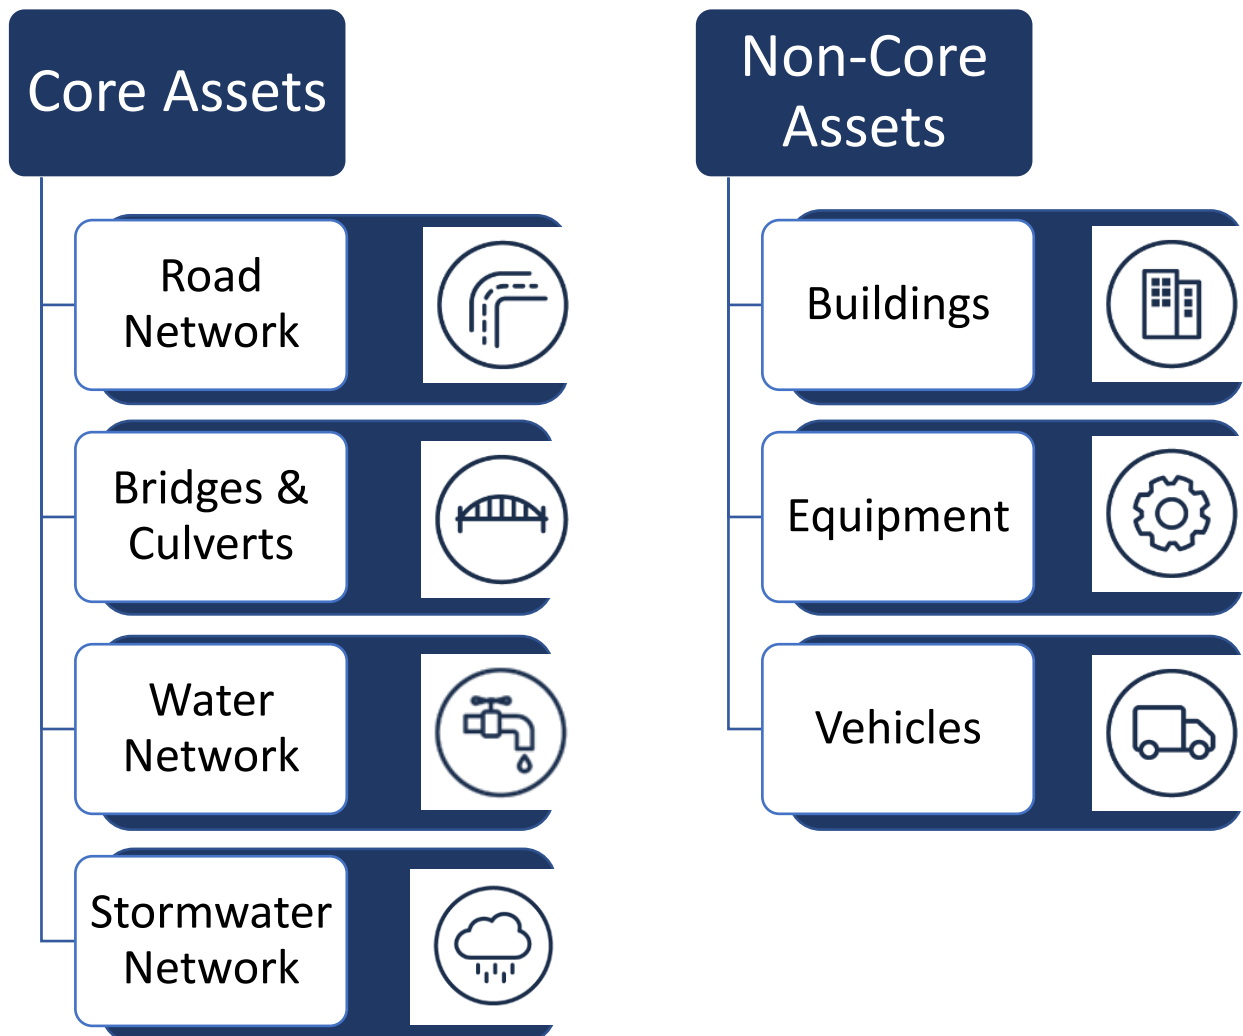 Core Assets
Road
Network
Bridges &
Culverts
Water
Network
Stormwater
Network
Non-Core
Assets
Buildings
Equipment
Vehicles